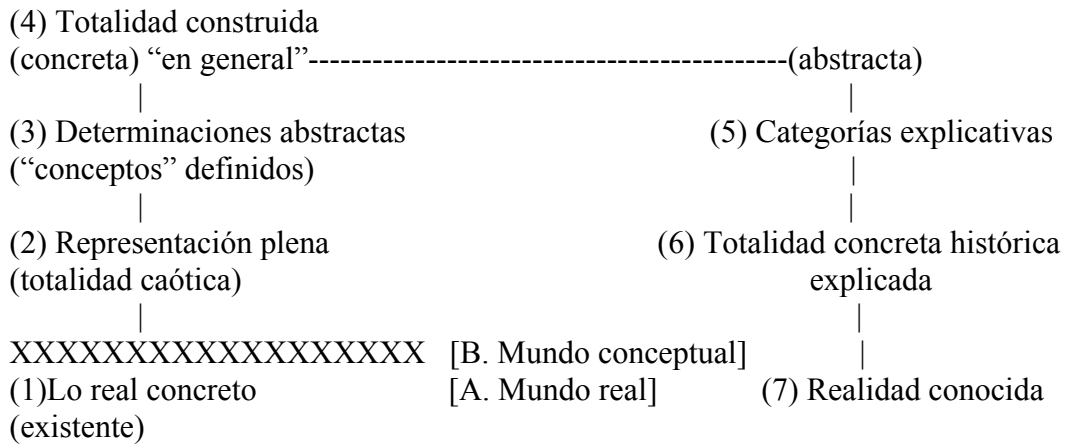 (4) Totalidad construida
(concreta) “en general”---------------------------------------------(abstracta)
|                                                                  |
(3) Determinaciones abstractas (5) Categorías explicativas
(“conceptos” definidos) |
|                                                                  |
(2) Representación plena (6) Totalidad concreta histórica
(totalidad caótica) explicada
|                                                                  |
XXXXXXXXXXXXXXXXXX [B. Mundo conceptual] |
(1)Lo real concreto [A. Mundo real] (7) Realidad conocida
(existente)